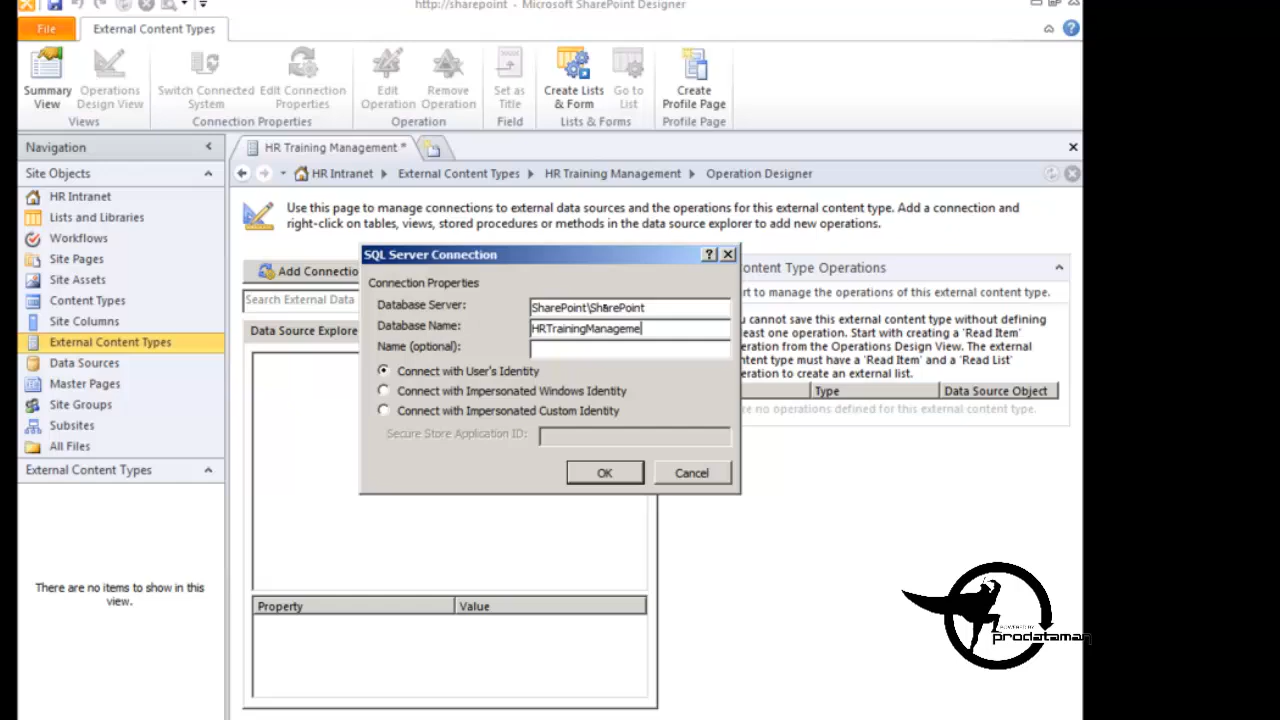 http://sharepoint - Microsoft SharePoint Designer
File
External Content Types
Summary View
Operations Design View
Views
Switch Connected System
Edit Connection Properties
Connection Properties
Edit Operation
Remove Operation
Operation
Set as Title
Field
Create Lists & Form
Go to List
Lists & Forms
Create Profile Page
Profile Page
Navigation
HR Training Management *
Site Objects
HR Intranet
External Content Types
HR Training Management
Operation Designer
HR Intranet
Lists and Libraries
Workflows
Site Pages
Site Assets
Content Types
Site Columns
External Content Types
Data Sources
Master Pages
Site Groups
Subsites
All Files
External Content Types
There are no items to show in this
view.
Use this page to manage connections to external data sources and the operations for this external content type. Add a connection and
right-click on tables, views, stored procedures or methods in the data source explorer to add new operations.
Add Connectio
Search External Data
Data Source Explore
Property Value
SQL Server Connection
Connection Properties
Database Server: SharePoint\SharePoint
Database Name: HRTrainingManageme
Name (optional):
Connect with User's Identity
Connect with Impersonated Windows Identity
Connect with Impersonated Custom Identity
Secure Store Application ID:
OK Cancel
ontent Type Operations
rt to manage the operations of this external content type.
u cannot save this external content type without defining
least one operation. Start with creating a 'Read Item'
eration from the Operations Design View. The external
ntent type must have a 'Read Item' and a 'Read List'
eration to create an external list.
Type Data Source Object
re no operations defined for this external content type.
POWERED BY
prodataman